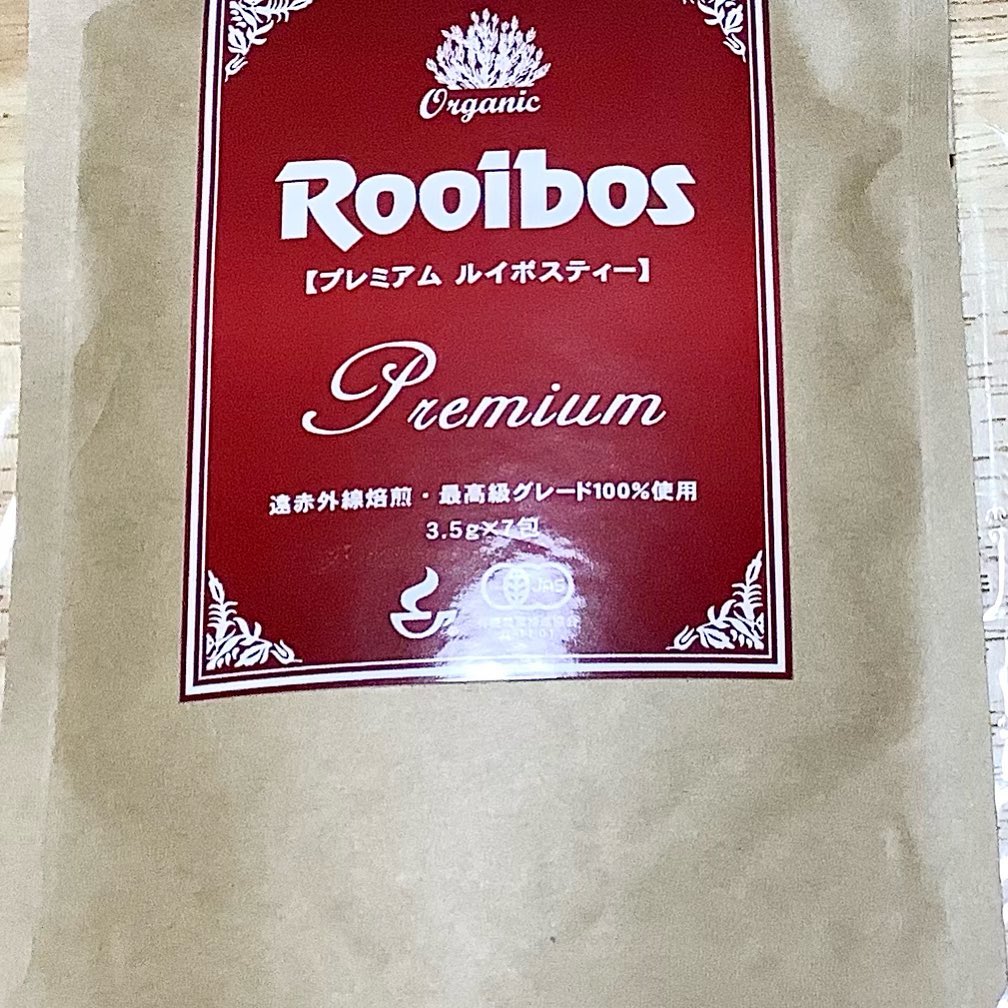 Organic
Rooibos
【プレミアム ルイボスティー】
Premium
遠赤外線焙煎・最高級グレード100%使用
3.5g×7包
JAS